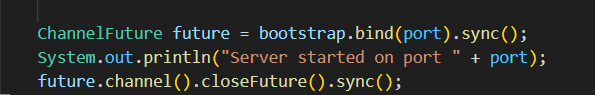 ChannelFuture future = bootstrap.bind(port).sync();
System.out.println("Server started on port " + port);
future.channel().closeFuture().sync();